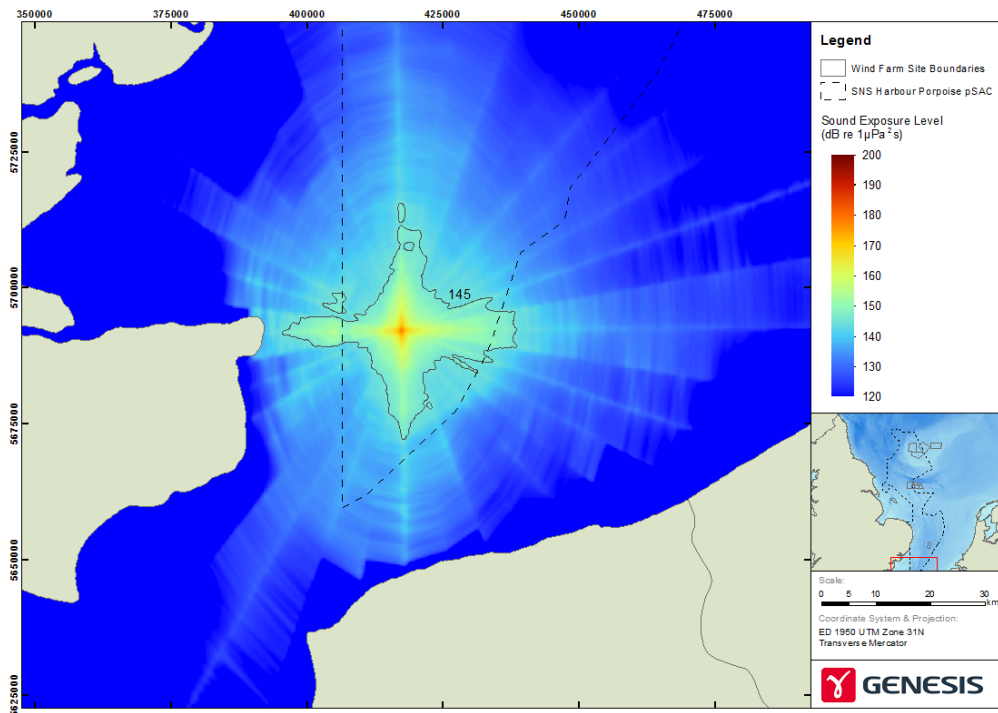 350000 375000 400000 425000 450000 475000
5725000
5700000
5675000
5650000
5625000
145
Legend
Wind Farm Site Boundaries
SNS Harbour Porpoise pSAC
Sound Exposure Level
(dB re 1µPa²s)
200
190
180
170
160
150
140
130
120
Scale:
0 5 10 20 30
km
Coordinate System & Projection:
ED 1950 UTM Zone 31N
Transverse Mercator
GENESIS